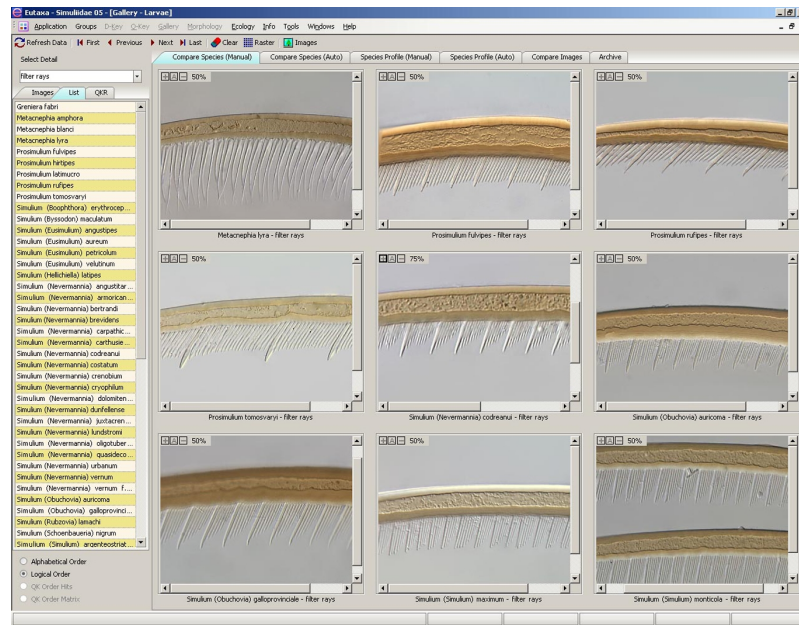 Eutaxa - Simuliidae 05 - [Gallery - Larvae]
Application Groups D-Key Q-Key Gallery Morphology Ecology Info Tools Windows Help
Refresh Data First Previous Next Last Clear Raster Images
Select Detail
Compare Species (Manual) Compare Species (Auto) Species Profile (Manual) Species Profile (Auto) Compare Images Archive
filter rays
Images List QKR
Greniera fabri
Metacnephia amphora
Metacnephia blanci
Metacnephia lyra
Prosimulium fulvipes
Prosimulium hirtipes
Prosimulium latimucro
Prosimulium rufipes
Prosimulium tomosvaryi
Simulium (Boophthora) erythrocep...
Simulium (Byssodon) maculatum
Simulium (Eusimulium) angustipes
Simulium (Eusimulium) aureum
Simulium (Eusimulium) petricolum
Simulium (Eusimulium) velutinum
Simulium (Hellichiella) latipes
Simulium (Nevermannia) angustitar...
Simulium (Nevermannia) armorican...
Simulium (Nevermannia) bertrandi
Simulium (Nevermannia) brevidens
Simulium (Nevermannia) carpathic...
Simulium (Nevermannia) carthusie...
Simulium (Nevermannia) codreanui
Simulium (Nevermannia) costatum
Simulium (Nevermannia) crenobium
Simulium (Nevermannia) cryophilum
Simulium (Nevermannia) dolomiten...
Simulium (Nevermannia) dunfellense
Simulium (Nevermannia) juxtacren...
Simulium (Nevermannia) lundstromi
Simulium (Nevermannia) oligotuber...
Simulium (Nevermannia) quasideco...
Simulium (Nevermannia) urbanum
Simulium (Nevermannia) vernum
Simulium (Nevermannia) vernum f....
Simulium (Obuchovia) auricoma
Simulium (Obuchovia) galloprovinci...
Simulium (Rubzovia) lamachi
Simulium (Schoenbaueria) nigrum
Simulium (Simulium) argenteostriat...
Alphabetical Order
Logical Order
QK Order Hits
QK Order Matrix
50% 50% 50%
Metacnephia lyra - filter rays Prosimulium fulvipes - filter rays Prosimulium rufipes - filter rays
50% 75% 50%
Prosimulium tomosvaryi - filter rays Simulium (Nevermannia) codreanui - filter rays Simulium (Obuchovia) auricoma - filter rays
50% 50% 50%
Simulium (Obuchovia) galloprovinciale - filter rays Simulium (Simulium) maximum - filter rays Simulium (Simulium) monticola - filter rays